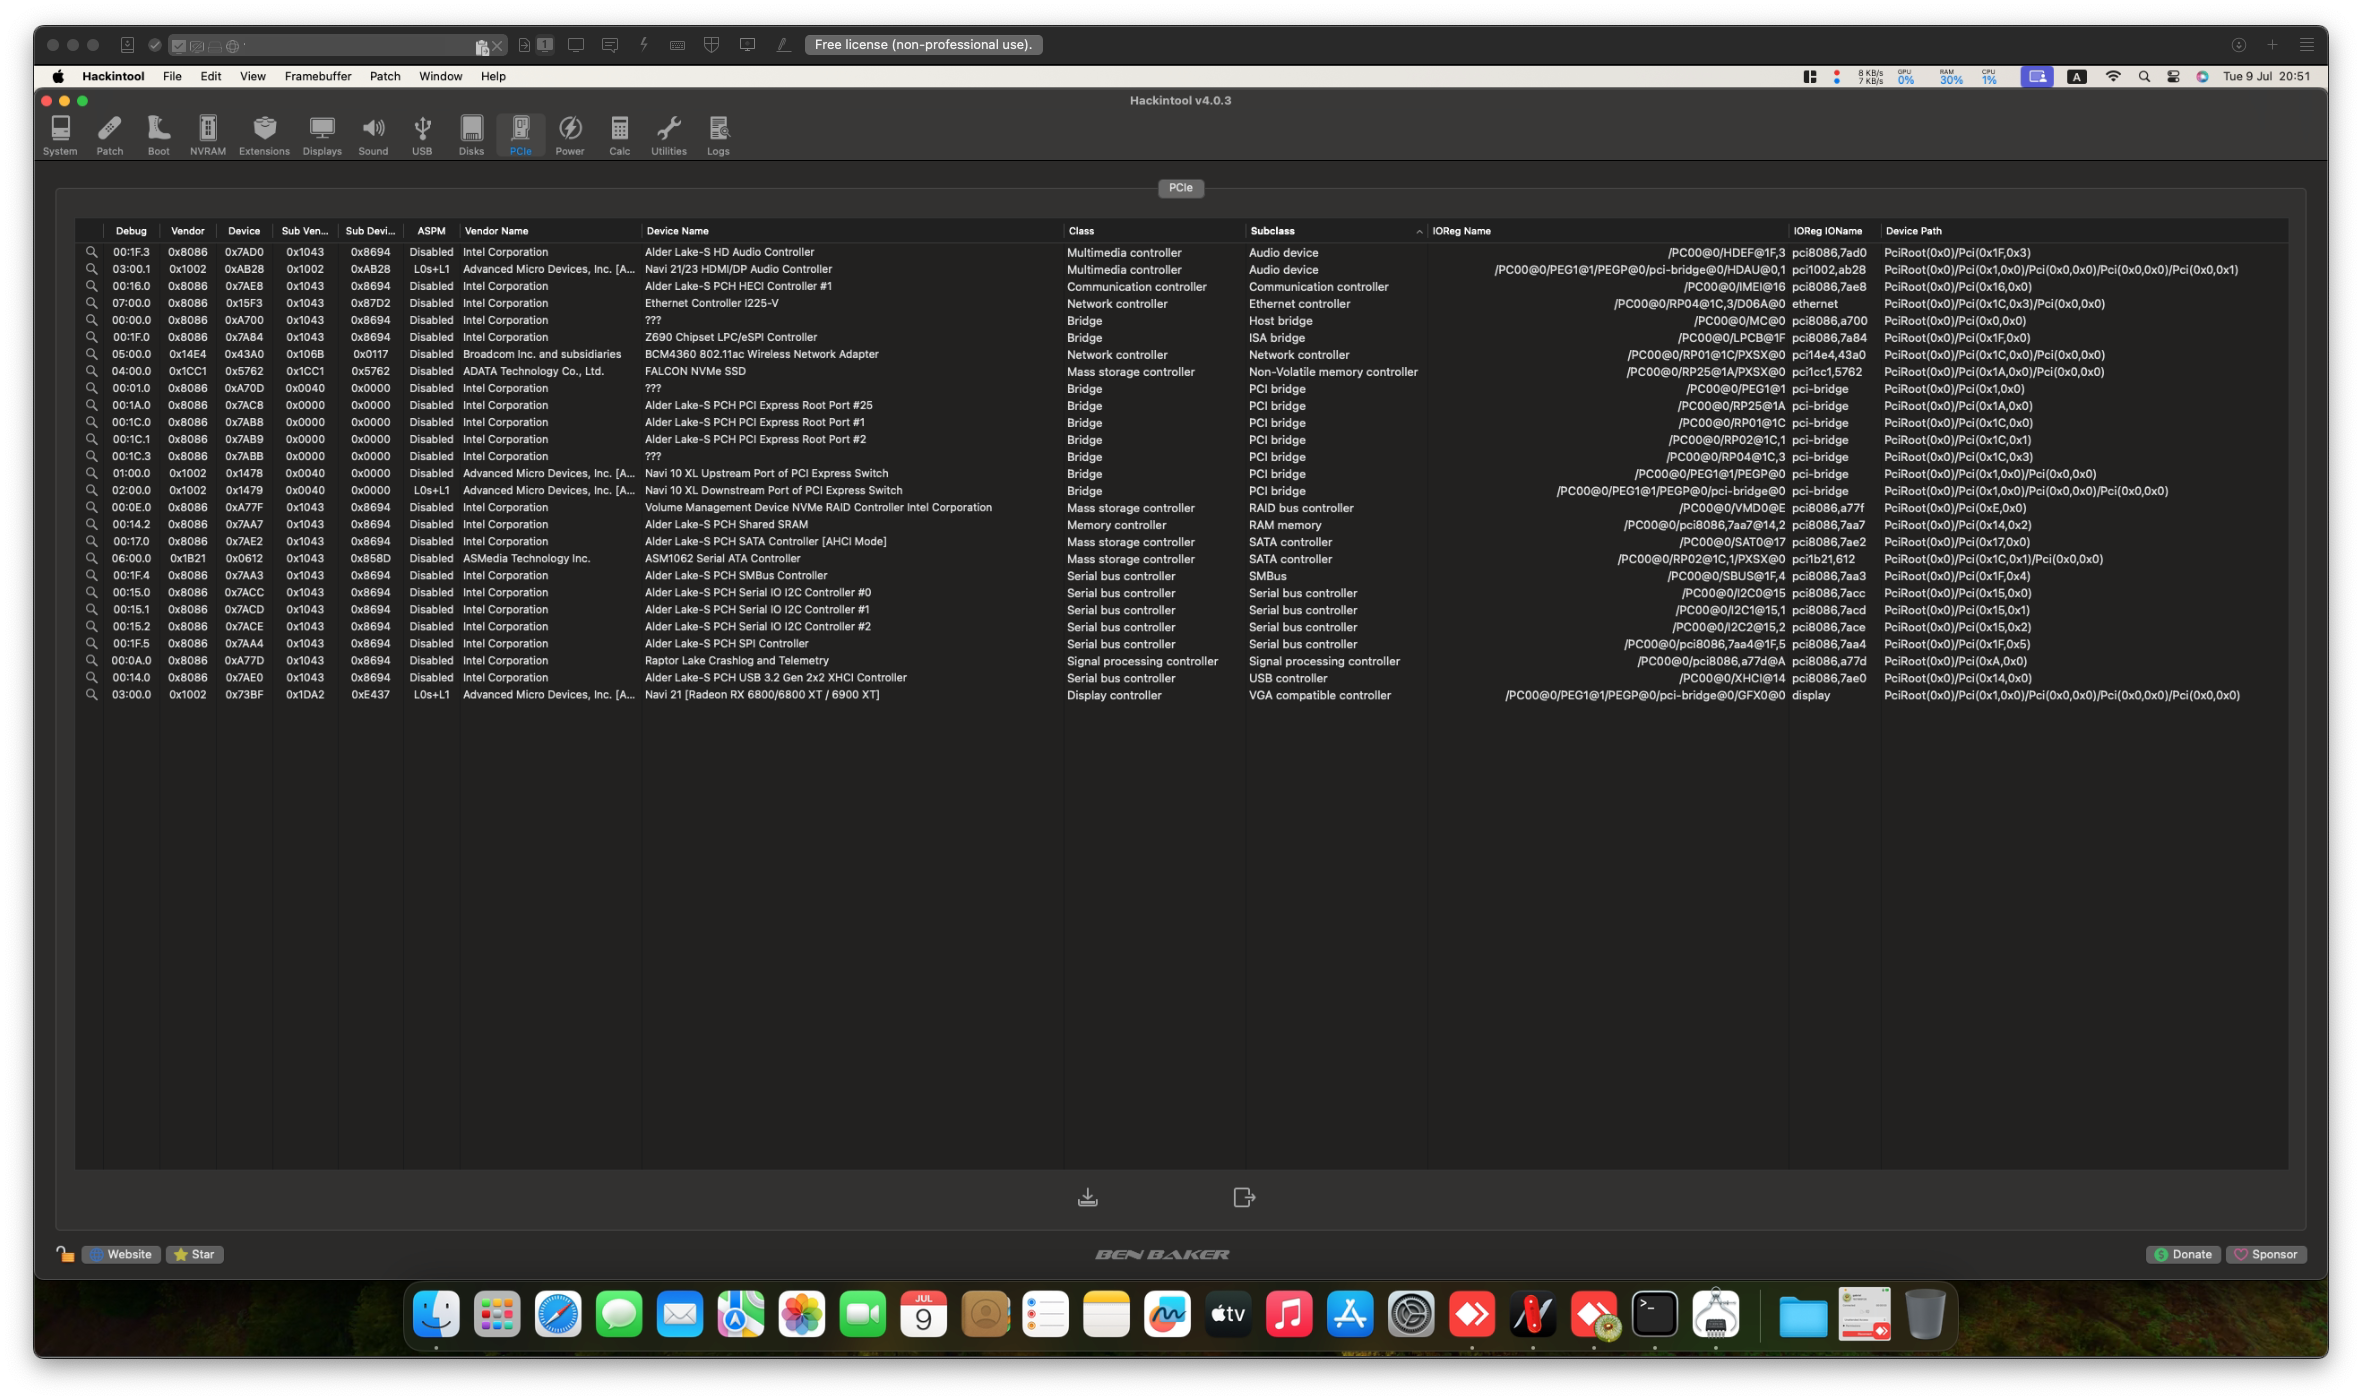 1
Free license (non-professional use).
Hackintool File Edit View Framebuffer Patch Window Help
8 KB/s 7 KB/s GPU 0% RAM 30% CPU 1% A Tue 9 Jul 20:51
Hackintool v4.0.3
System Patch Boot NVRAM Extensions Displays Sound USB Disks PCIe Power Calc Utilities Logs
PCIe
Debug Vendor Device Sub Ven... Sub Devi... ASPM Vendor Name Device Name Class Subclass IOReg Name IOReg IOName Device Path
00:1F.3 0x8086 0x7AD0 0x1043 0x8694 Disabled Intel Corporation Alder Lake-S HD Audio Controller Multimedia controller Audio device /PC00@0/HDEF@1F,3 pci8086,7ad0 PciRoot(0x0)/Pci(0x1F,0x3)
03:00.1 0x1002 0xAB28 0x1002 0xAB28 L0s+L1 Advanced Micro Devices, Inc. [A... Navi 21/23 HDMI/DP Audio Controller Multimedia controller Audio device /PC00@0/PEG1@1/PEGP@0/pci-bridge@0/HDAU@0,1 pci1002,ab28 PciRoot(0x0)/Pci(0x1,0x0)/Pci(0x0,0x0)/Pci(0x0,0x0)/Pci(0x0,0x1)
00:16.0 0x8086 0x7AE8 0x1043 0x8694 Disabled Intel Corporation Alder Lake-S PCH HECI Controller #1 Communication controller Communication controller /PC00@0/IMEI@16 pci8086,7ae8 PciRoot(0x0)/Pci(0x16,0x0)
07:00.0 0x8086 0x15F3 0x1043 0x87D2 Disabled Intel Corporation Ethernet Controller I225-V Network controller Ethernet controller /PC00@0/RP04@1C,3/D06A@0 ethernet PciRoot(0x0)/Pci(0x1C,0x3)/Pci(0x0,0x0)
00:00.0 0x8086 0xA700 0x1043 0x8694 Disabled Intel Corporation ??? Bridge Host bridge /PC00@0/MC@0 pci8086,a700 PciRoot(0x0)/Pci(0x0,0x0)
00:1F.0 0x8086 0x7A84 0x1043 0x8694 Disabled Intel Corporation Z690 Chipset LPC/eSPI Controller Bridge ISA bridge /PC00@0/LPCB@1F pci8086,7a84 PciRoot(0x0)/Pci(0x1F,0x0)
05:00.0 0x14E4 0x43A0 0x106B 0x0117 Disabled Broadcom Inc. and subsidiaries BCM4360 802.11ac Wireless Network Adapter Network controller Network controller /PC00@0/RP01@1C/PXSX@0 pci14e4,43a0 PciRoot(0x0)/Pci(0x1C,0x0)/Pci(0x0,0x0)
04:00.0 0x1CC1 0x5762 0x1CC1 0x5762 Disabled ADATA Technology Co., Ltd. FALCON NVMe SSD Mass storage controller Non-Volatile memory controller /PC00@0/RP25@1A/PXSX@0 pci1cc1,5762 PciRoot(0x0)/Pci(0x1A,0x0)/Pci(0x0,0x0)
00:01.0 0x8086 0xA70D 0x0040 0x0000 Disabled Intel Corporation ??? Bridge PCI bridge /PC00@0/PEG1@1 pci-bridge PciRoot(0x0)/Pci(0x1,0x0)
00:1A.0 0x8086 0x7AC8 0x0000 0x0000 Disabled Intel Corporation Alder Lake-S PCH PCI Express Root Port #25 Bridge PCI bridge /PC00@0/RP25@1A pci-bridge PciRoot(0x0)/Pci(0x1A,0x0)
00:1C.0 0x8086 0x7AB8 0x0000 0x0000 Disabled Intel Corporation Alder Lake-S PCH PCI Express Root Port #1 Bridge PCI bridge /PC00@0/RP01@1C pci-bridge PciRoot(0x0)/Pci(0x1C,0x0)
00:1C.1 0x8086 0x7AB9 0x0000 0x0000 Disabled Intel Corporation Alder Lake-S PCH PCI Express Root Port #2 Bridge PCI bridge /PC00@0/RP02@1C,1 pci-bridge PciRoot(0x0)/Pci(0x1C,0x1)
00:1C.3 0x8086 0x7ABB 0x0000 0x0000 Disabled Intel Corporation ??? Bridge PCI bridge /PC00@0/RP04@1C,3 pci-bridge PciRoot(0x0)/Pci(0x1C,0x3)
01:00.0 0x1002 0x1478 0x0040 0x0000 Disabled Advanced Micro Devices, Inc. [A... Navi 10 XL Upstream Port of PCI Express Switch Bridge PCI bridge /PC00@0/PEG1@1/PEGP@0 pci-bridge PciRoot(0x0)/Pci(0x1,0x0)/Pci(0x0,0x0)
02:00.0 0x1002 0x1479 0x0040 0x0000 L0s+L1 Advanced Micro Devices, Inc. [A... Navi 10 XL Downstream Port of PCI Express Switch Bridge PCI bridge /PC00@0/PEG1@1/PEGP@0/pci-bridge@0 pci-bridge PciRoot(0x0)/Pci(0x1,0x0)/Pci(0x0,0x0)/Pci(0x0,0x0)
00:0E.0 0x8086 0xA77F 0x1043 0x8694 Disabled Intel Corporation Volume Management Device NVMe RAID Controller Intel Corporation Mass storage controller RAID bus controller /PC00@0/VMD0@E pci8086,a77f PciRoot(0x0)/Pci(0xE,0x0)
00:14.2 0x8086 0x7AA7 0x1043 0x8694 Disabled Intel Corporation Alder Lake-S PCH Shared SRAM Memory controller RAM memory /PC00@0/pci8086,7aa7@14,2 pci8086,7aa7 PciRoot(0x0)/Pci(0x14,0x2)
00:17.0 0x8086 0x7AE2 0x1043 0x8694 Disabled Intel Corporation Alder Lake-S PCH SATA Controller [AHCI Mode] Mass storage controller SATA controller /PC00@0/SAT0@17 pci8086,7ae2 PciRoot(0x0)/Pci(0x17,0x0)
06:00.0 0x1B21 0x0612 0x1043 0x858D Disabled ASMedia Technology Inc. ASM1062 Serial ATA Controller Mass storage controller SATA controller /PC00@0/RP02@1C,1/PXSX@0 pci1b21,612 PciRoot(0x0)/Pci(0x1C,0x1)/Pci(0x0,0x0)
00:1F.4 0x8086 0x7AA3 0x1043 0x8694 Disabled Intel Corporation Alder Lake-S PCH SMBus Controller Serial bus controller SMBus /PC00@0/SBUS@1F,4 pci8086,7aa3 PciRoot(0x0)/Pci(0x1F,0x4)
00:15.0 0x8086 0x7ACC 0x1043 0x8694 Disabled Intel Corporation Alder Lake-S PCH Serial IO I2C Controller #0 Serial bus controller Serial bus controller /PC00@0/I2C0@15 pci8086,7acc PciRoot(0x0)/Pci(0x15,0x0)
00:15.1 0x8086 0x7ACD 0x1043 0x8694 Disabled Intel Corporation Alder Lake-S PCH Serial IO I2C Controller #1 Serial bus controller Serial bus controller /PC00@0/I2C1@15,1 pci8086,7acd PciRoot(0x0)/Pci(0x15,0x1)
00:15.2 0x8086 0x7ACE 0x1043 0x8694 Disabled Intel Corporation Alder Lake-S PCH Serial IO I2C Controller #2 Serial bus controller Serial bus controller /PC00@0/I2C2@15,2 pci8086,7ace PciRoot(0x0)/Pci(0x15,0x2)
00:1F.5 0x8086 0x7AA4 0x1043 0x8694 Disabled Intel Corporation Alder Lake-S PCH SPI Controller Serial bus controller Serial bus controller /PC00@0/pci8086,7aa4@1F,5 pci8086,7aa4 PciRoot(0x0)/Pci(0x1F,0x5)
00:0A.0 0x8086 0xA77D 0x1043 0x8694 Disabled Intel Corporation Raptor Lake Crashlog and Telemetry Signal processing controller Signal processing controller /PC00@0/pci8086,a77d@A pci8086,a77d PciRoot(0x0)/Pci(0xA,0x0)
00:14.0 0x8086 0x7AE0 0x1043 0x8694 Disabled Intel Corporation Alder Lake-S PCH USB 3.2 Gen 2x2 XHCI Controller Serial bus controller USB controller /PC00@0/XHCI@14 pci8086,7ae0 PciRoot(0x0)/Pci(0x14,0x0)
03:00.0 0x1002 0x73BF 0x1DA2 0xE437 L0s+L1 Advanced Micro Devices, Inc. [A... Navi 21 [Radeon RX 6800/6800 XT / 6900 XT] Display controller VGA compatible controller /PC00@0/PEG1@1/PEGP@0/pci-bridge@0/GFX0@0 display PciRoot(0x0)/Pci(0x1,0x0)/Pci(0x0,0x0)/Pci(0x0,0x0)/Pci(0x0,0x0)
Website Star BEN BAKER Donate Sponsor
JUL
9
tv
>_